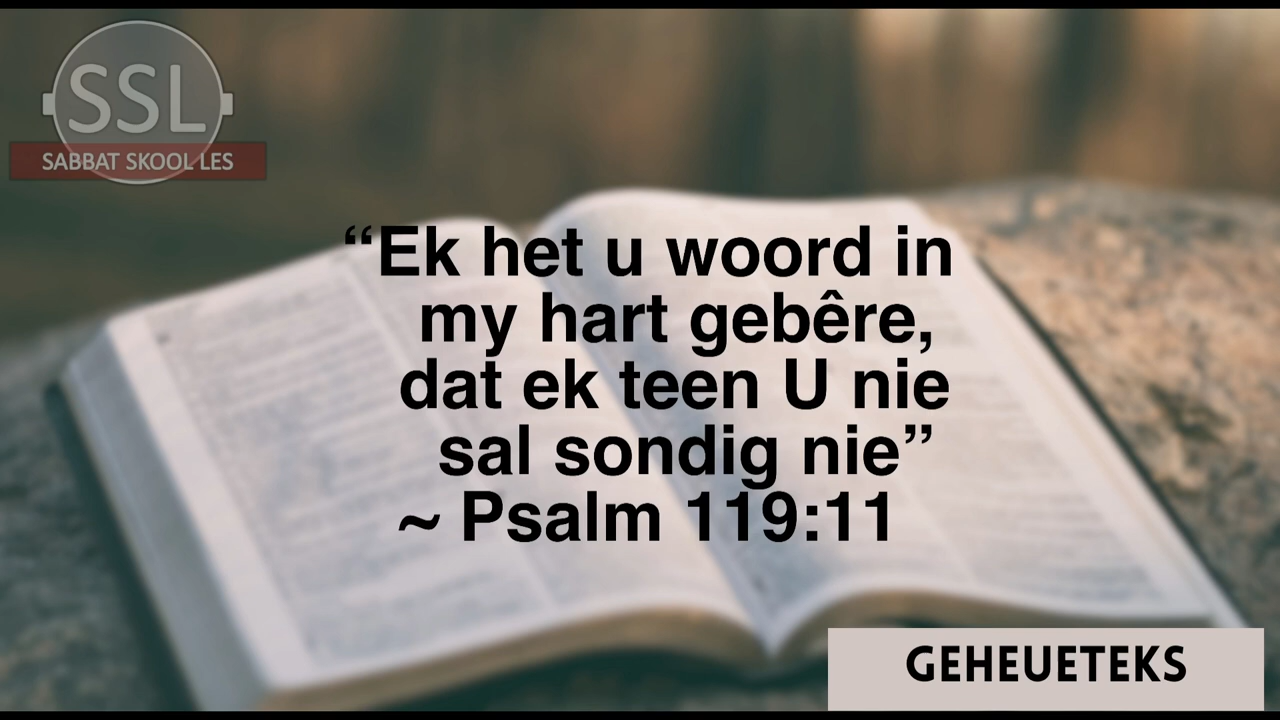 SSL
SABBAT SKOOL LES
“Ek het u woord in
my hart gebêre,
dat ek teen U nie
sal sondig nie”
~ Psalm 119:11
GEHEUETEKS